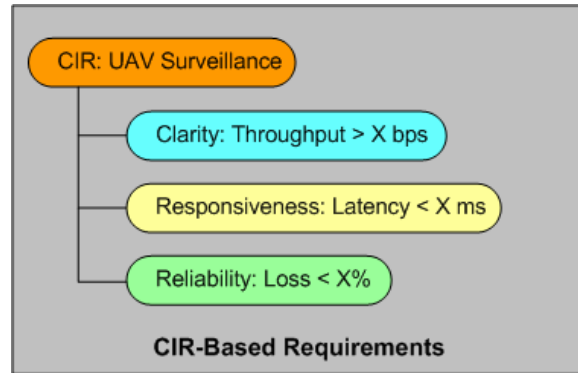 CIR: UAV Surveillance
Clarity: Throughput > X bps
Responsiveness: Latency < X ms
Reliability: Loss < X%
CIR-Based Requirements